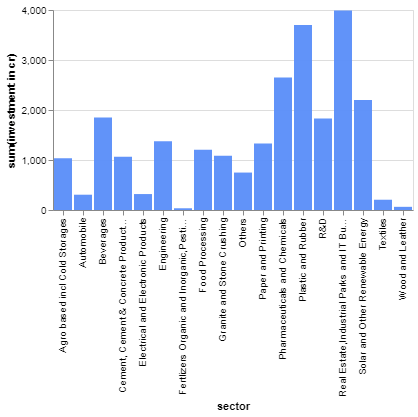 4,000
3,000
2,000
1,000
0
sum(investment in cr)
Agro based incl Cold Storages
Automobile
Beverages
Cement, Cement & Concrete Product…
Electrical and Electronic Products
Engineering
Fertlizers Organic and Inorganic,Pesti…
Food Processing
Granite and Stone Crushing
Others
Paper and Printing
Pharmaceuticals and Chemicals
Plastic and Rubber
R&D
Real Estate,Industrial Parks and IT Bu…
Solar and Other Renewable Energy
Textiles
Wood and Leather
sector